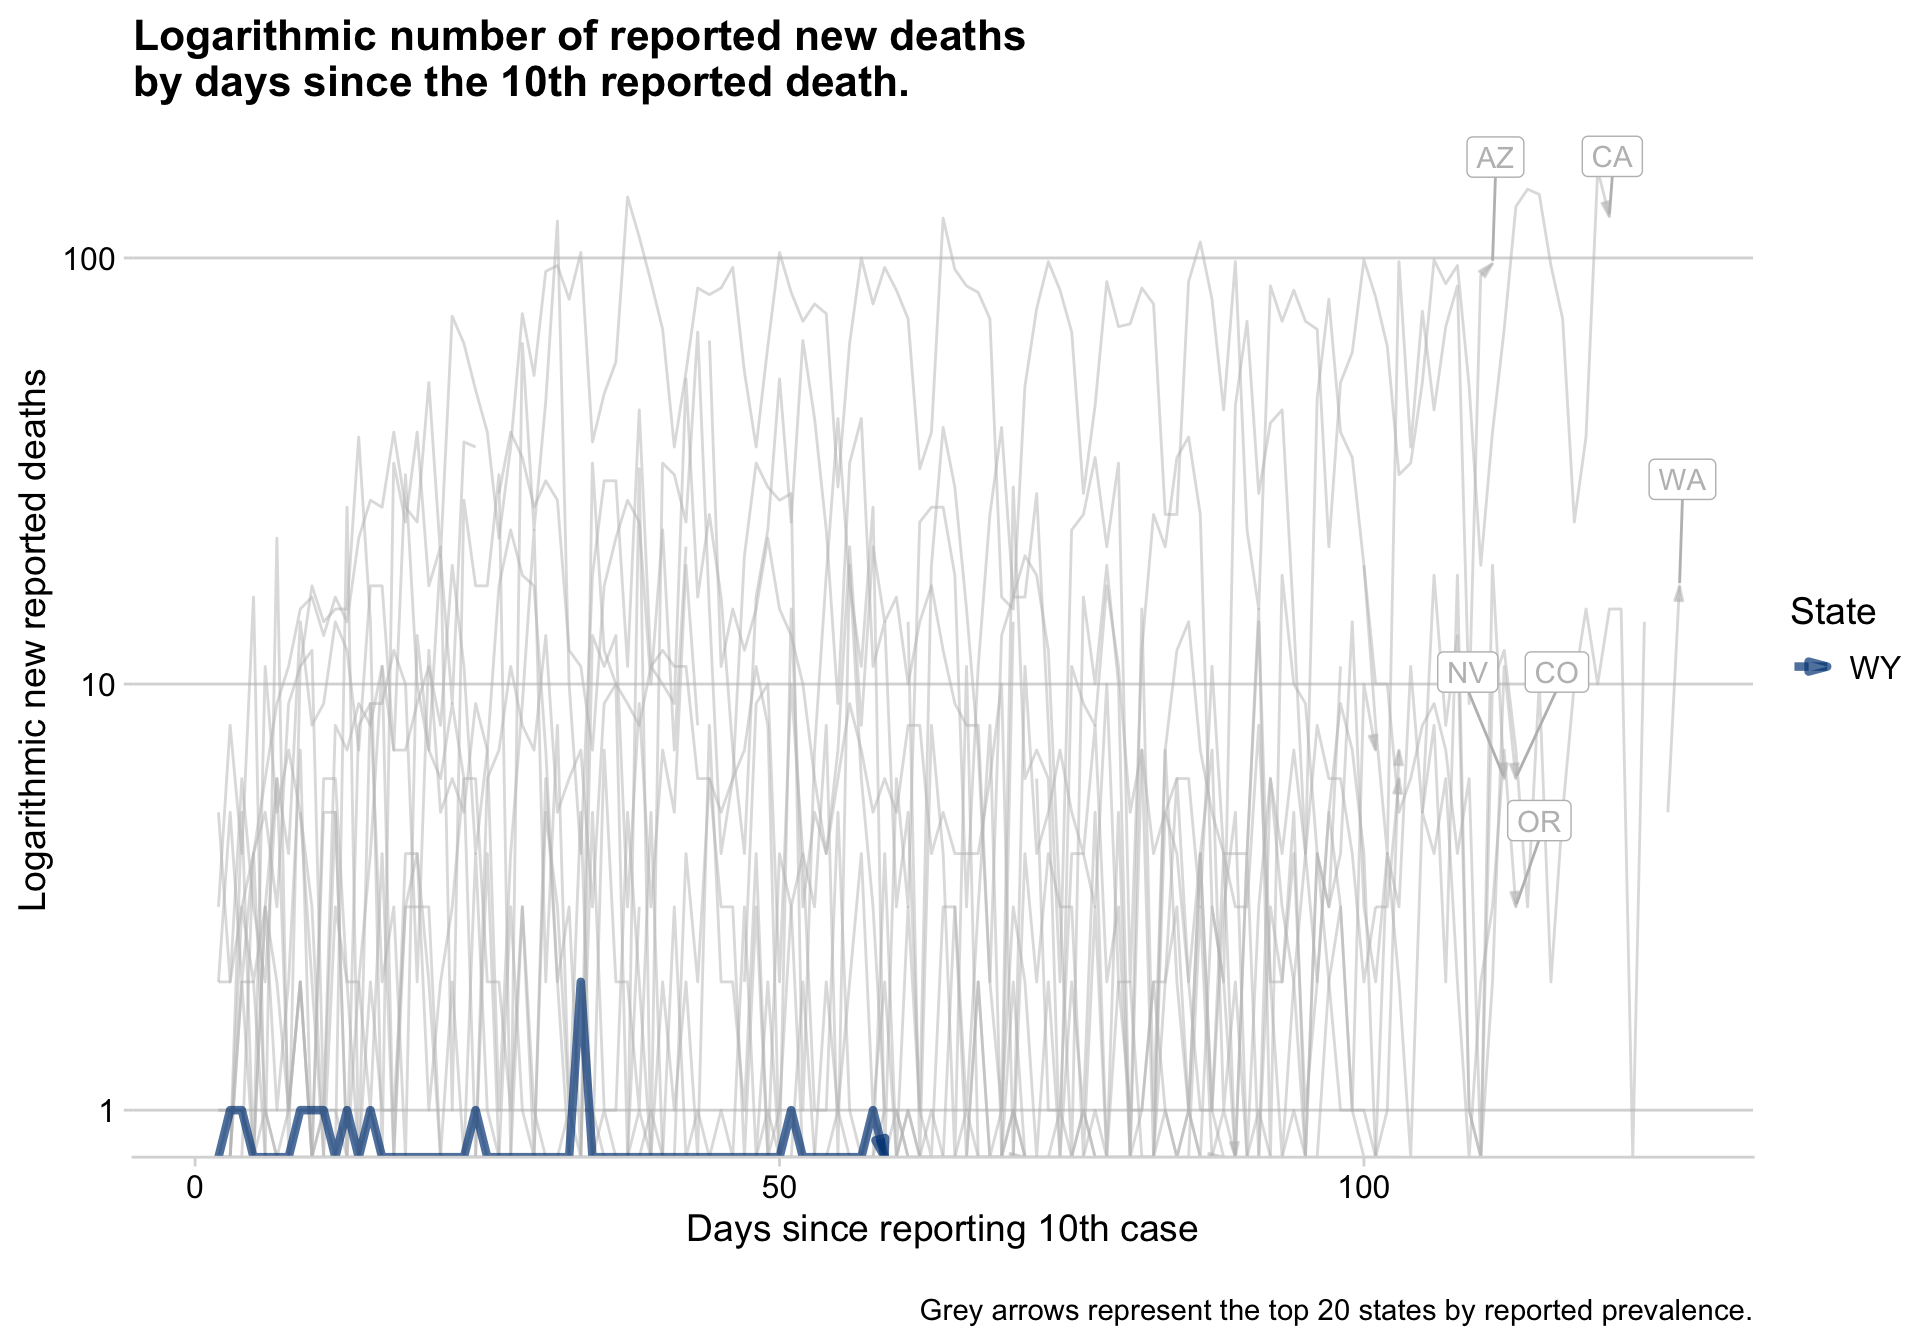 Logarithmic number of reported new deaths
by days since the 10th reported death.
AZ
CA
100
WA
Logarithmic new reported deaths
State
WY
NV
CO
10
OR
1
0
50
100
Days since reporting 10th case
Grey arrows represent the top 20 states by reported prevalence.